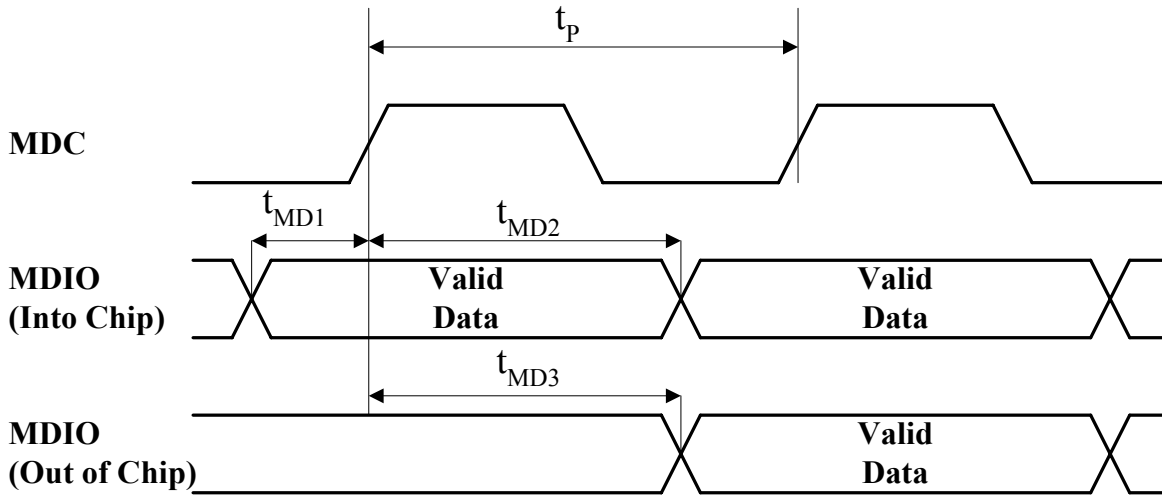 t_P
MDC
t_MD1
t_MD2
MDIO
(Into Chip)
Valid
Data
Valid
Data
t_MD3
MDIO
(Out of Chip)
Valid
Data